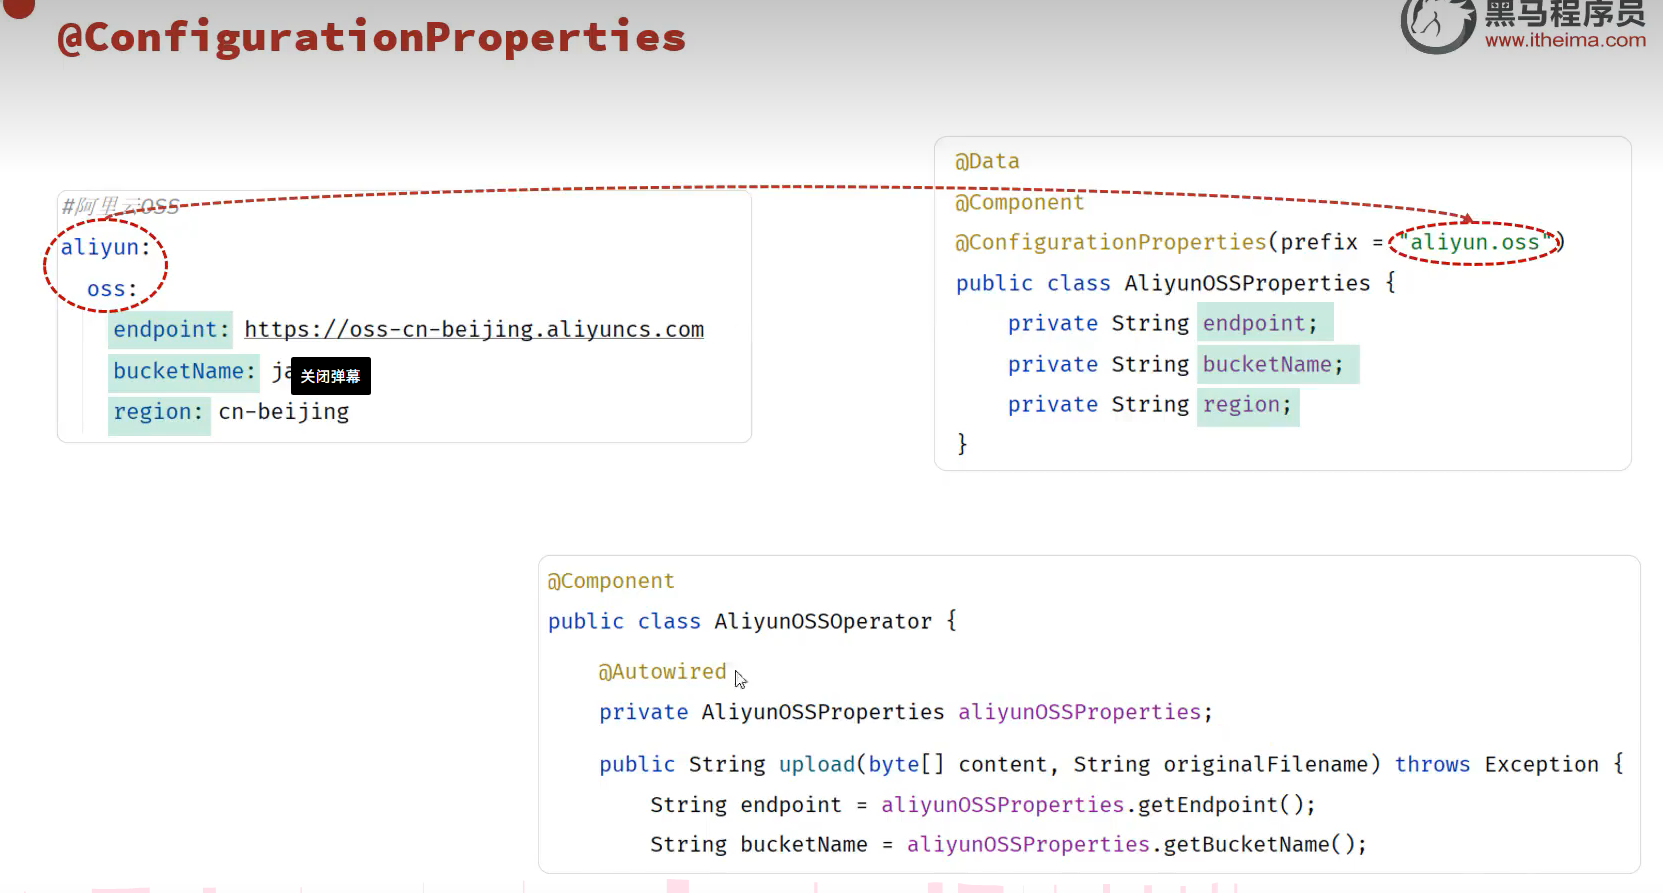 @ConfigurationProperties
黑马程序员
www.itheima.com
#阿里云OSS
aliyun:
oss:
endpoint: https://oss-cn-beijing.aliyuncs.com
bucketName:
关闭弹幕
region: cn-beijing
@Data
@Component
@ConfigurationProperties(prefix = "aliyun.oss")
public class AliyunOSSProperties {
private String endpoint;
private String bucketName;
private String region;
}
@Component
public class AliyunOSSOperator {
@Autowired
private AliyunOSSProperties aliyunOSSProperties;
public String upload(byte[] content, String originalFilename) throws Exception {
String endpoint = aliyunOSSProperties.getEndpoint();
String bucketName = aliyunOSSProperties.getBucketName();